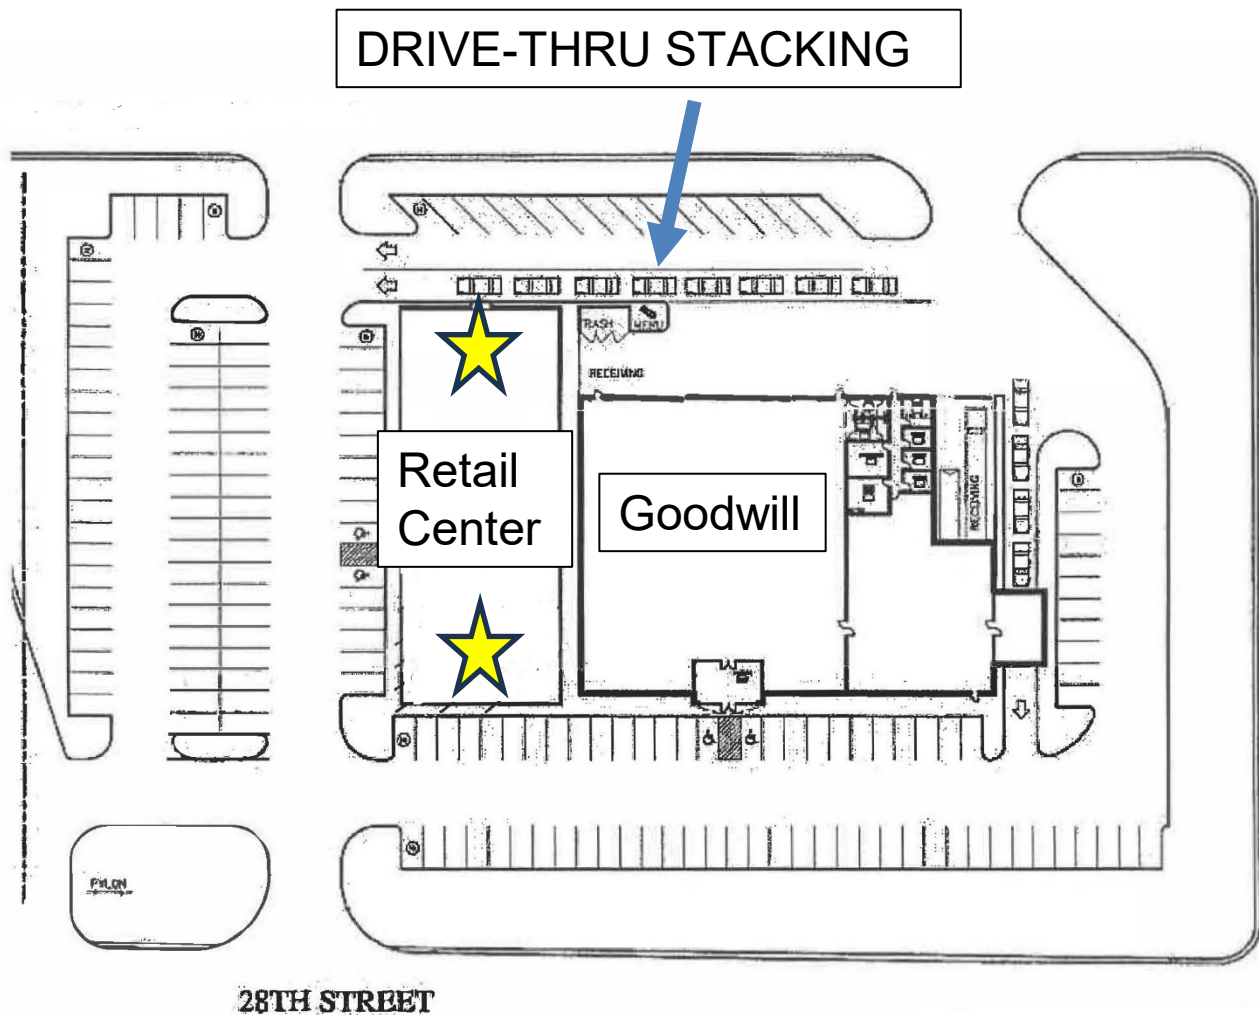 DRIVE-THRU STACKING
TRASH
MENU
RECEIVING
Retail
Center
Goodwill
RECEIVING
PYLON
28TH STREET